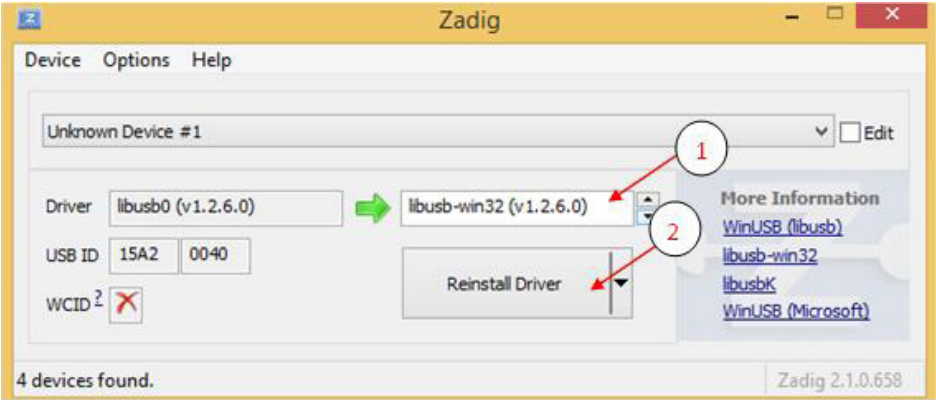 Zadig
Device Options Help
Unknown Device #1
Edit
1
Driver libusb0 (v1.2.6.0) libusb-win32 (v1.2.6.0)
More Information
WinUSB (libusb)
2
USB ID 15A2 0040
libusb-win32
Reinstall Driver
libusbK
WCID ?
WinUSB (Microsoft)
4 devices found.
Zadig 2.1.0.658